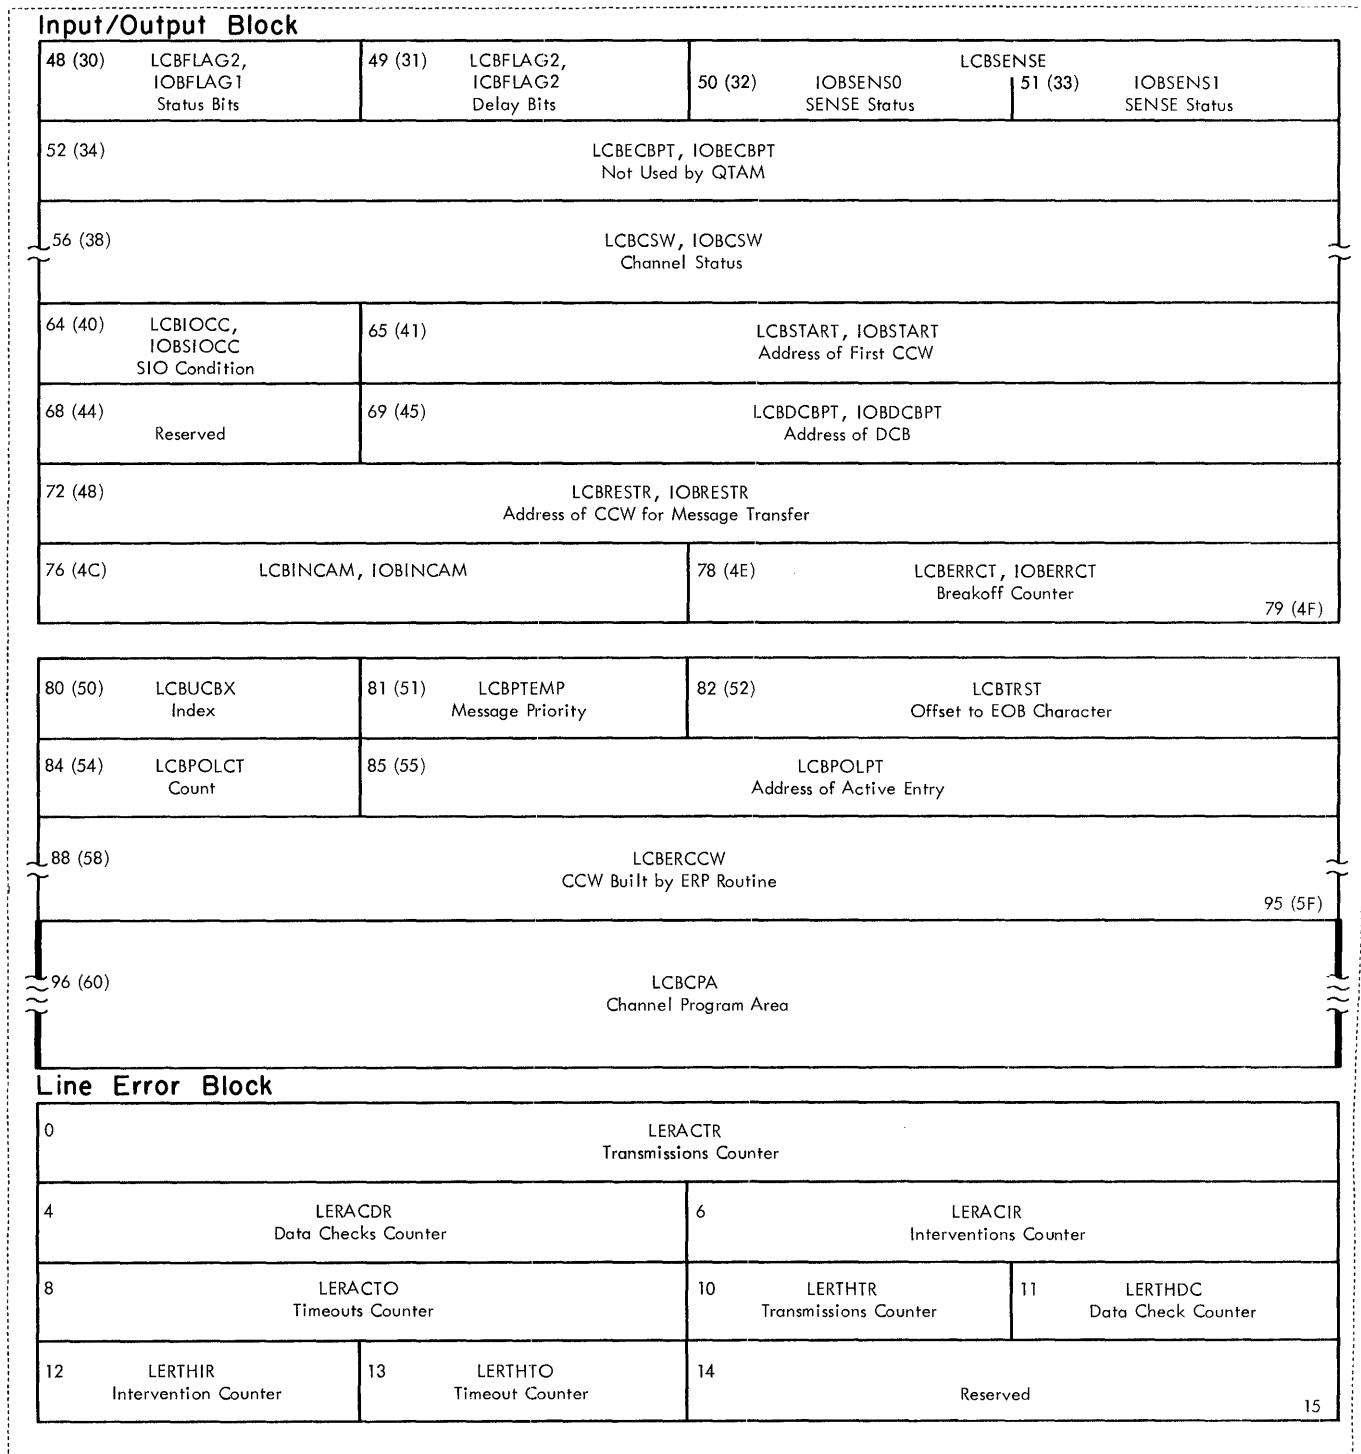 Input/Output Block
48 (30) LCBFLAG2,
IOBFLAG1
Status Bits
49 (31) LCBFLAG2,
ICBFLAG2
Delay Bits
LCBSENSE
50 (32) IOBSENS0
SENSE Status
51 (33) IOBSENS1
SENSE Status
52 (34) LCBECBPT, IOBECBPT
Not Used by QTAM
56 (38) LCBCSW, IOBCSW
Channel Status
64 (40) LCBIOCC,
IOBSIOCC
SIO Condition
65 (41) LCBSTART, IOBSTART
Address of First CCW
68 (44)
Reserved
69 (45) LCBDCBPT, IOBDCBPT
Address of DCB
72 (48) LCBRESTR, IOBRESTR
Address of CCW for Message Transfer
76 (4C) LCBINCAM, IOBINCAM
78 (4E) LCBERRCT, IOBERRCT
Breakoff Counter
79 (4F)
80 (50) LCBUCBX
Index
81 (51) LCBPTEMP
Message Priority
82 (52) LCBTRST
Offset to EOB Character
84 (54) LCBPOLCT
Count
85 (55) LCBPOLPT
Address of Active Entry
88 (58) LCBERCCW
CCW Built by ERP Routine
95 (5F)
96 (60) LCBCPA
Channel Program Area
Line Error Block
0 LERACTR
Transmissions Counter
4 LERACDR
Data Checks Counter
6 LERACIR
Interventions Counter
8 LERACTO
Timeouts Counter
10 LERTHTR
Transmissions Counter
11 LERTHDC
Data Check Counter
12 LERTHIR
Intervention Counter
13 LERTHTO
Timeout Counter
14
Reserved
15